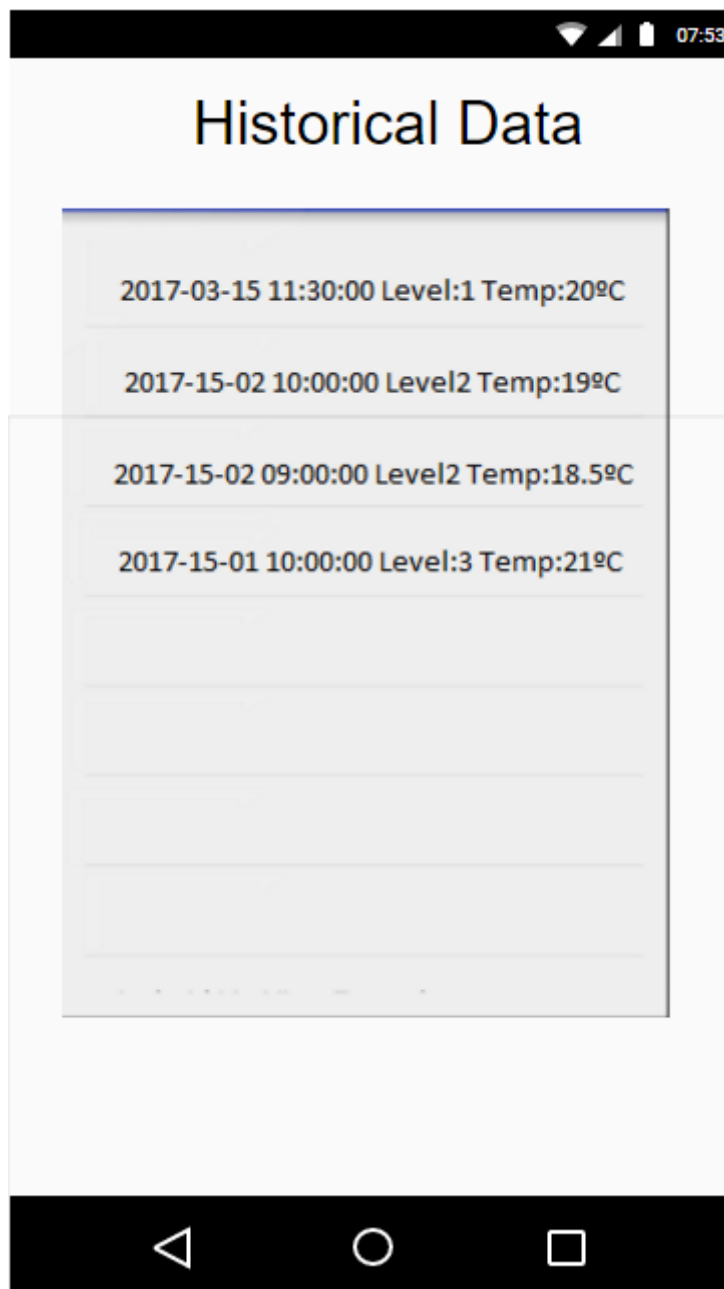 07:53
Historical Data
2017-03-15 11:30:00 Level:1 Temp:20ºC
2017-15-02 10:00:00 Level2 Temp:19ºC
2017-15-02 09:00:00 Level2 Temp:18.5ºC
2017-15-01 10:00:00 Level:3 Temp:21ºC